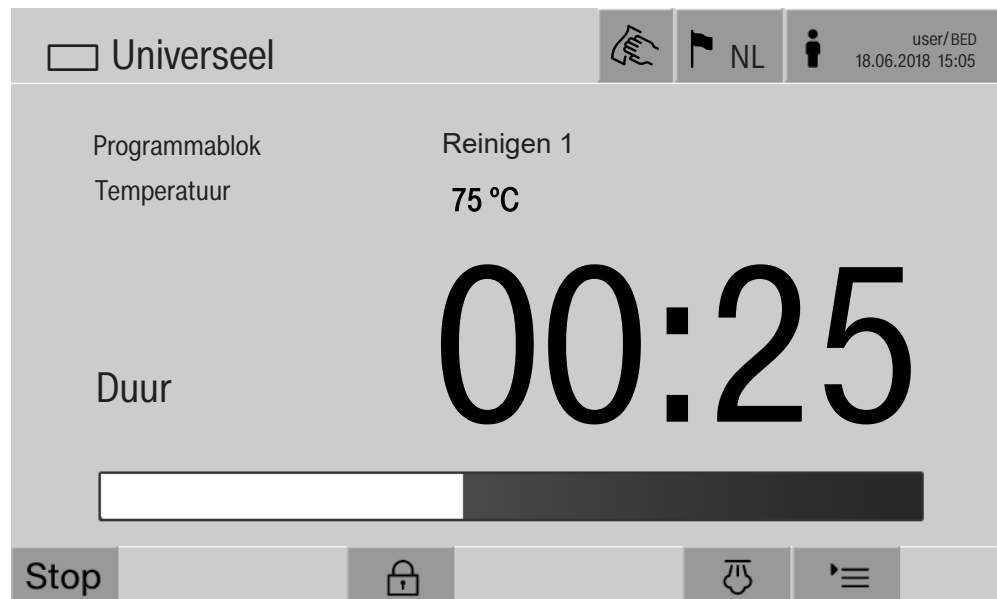 Universeel
NL
user/BED
18.06.2018 15:05
Programmablok Reinigen 1
Temperatuur 75 °C
Duur 00:25
Stop